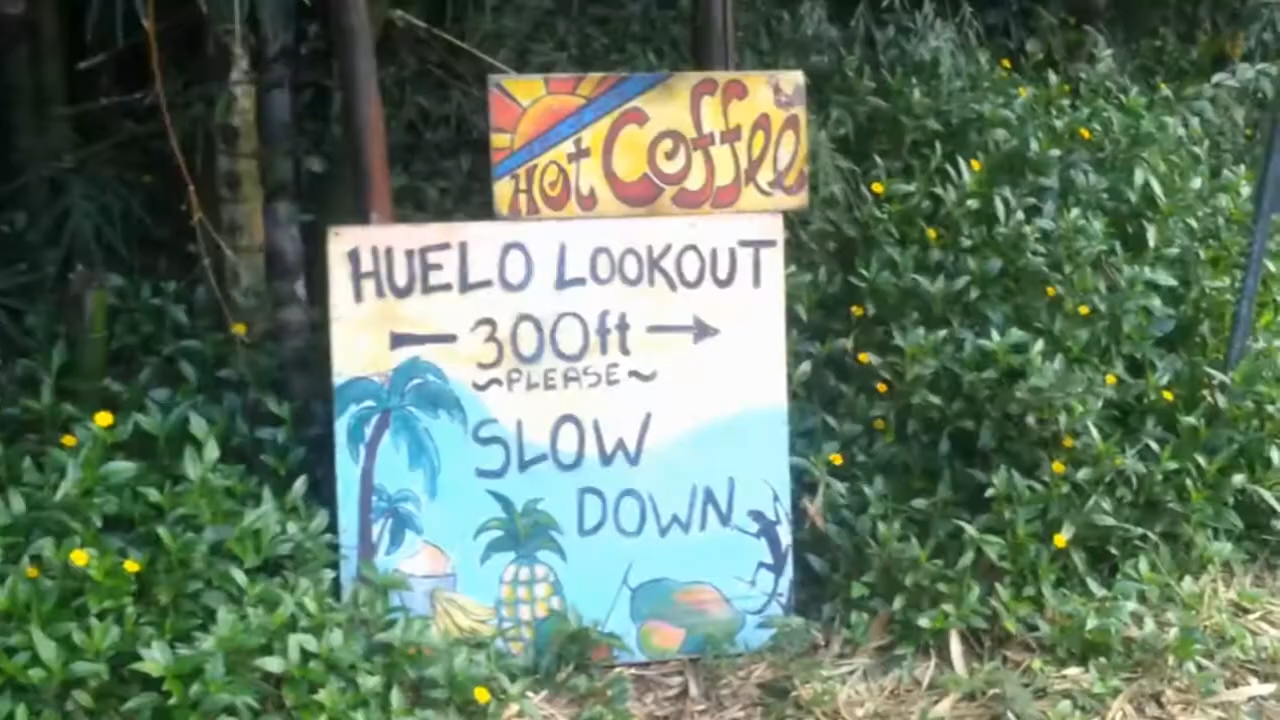 Hot Coffee
HUELO LOOKOUT
300ft
~PLEASE~
SLOW
DOWN